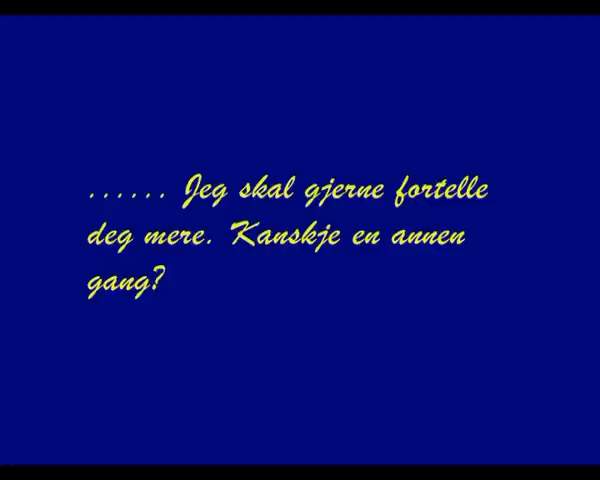 ...... Jeg skal gjerne fortelle
deg mere. Kanskje en annen
gang?